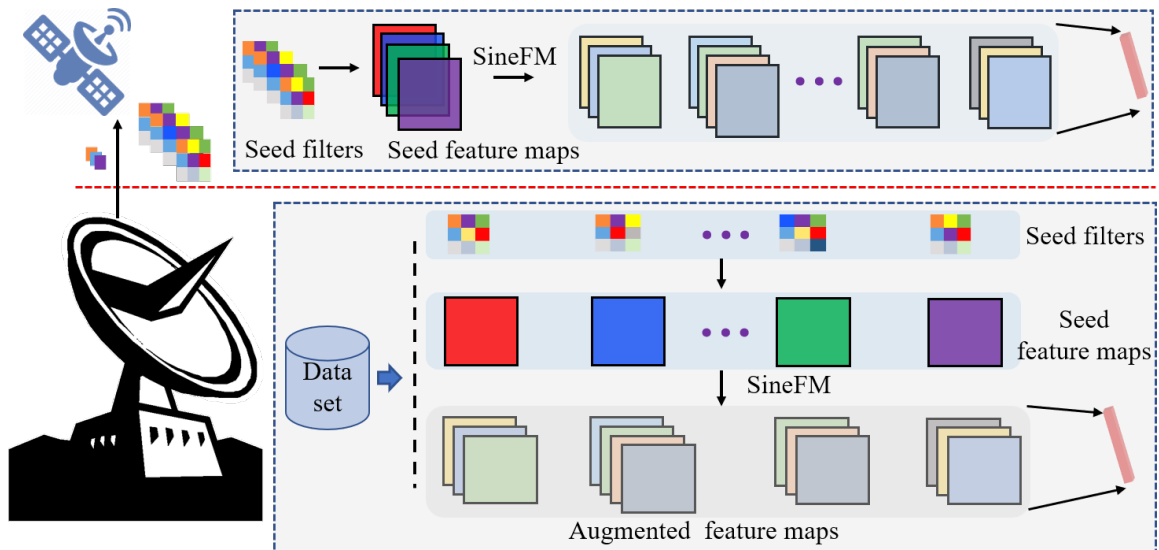 SineFM
Seed filters
Seed feature maps
Seed filters
Seed
feature maps
Data
set
SineFM
Augmented feature maps